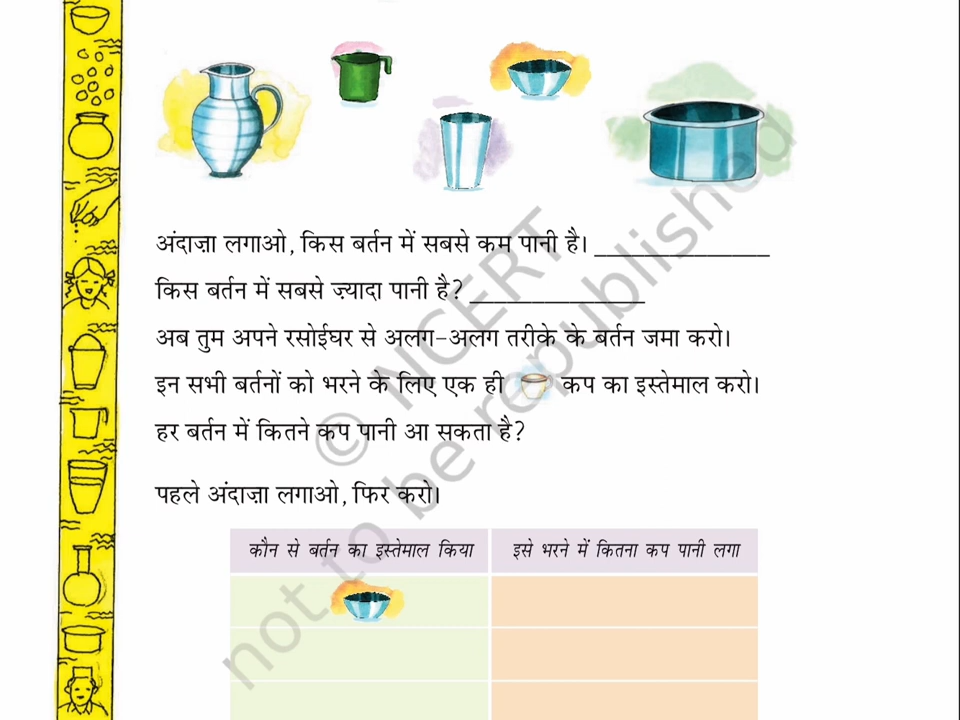 अंदाज़ा लगाओ, किस बर्तन में सबसे कम पानी है। ______________
किस बर्तन में सबसे ज़्यादा पानी है? ______________
अब तुम अपने रसोईघर से अलग-अलग तरीके के बर्तन जमा करो।
इन सभी बर्तनों को भरने के लिए एक ही कप का इस्तेमाल करो।
हर बर्तन में कितने कप पानी आ सकता है?
पहले अंदाज़ा लगाओ, फिर करो।
कौन से बर्तन का इस्तेमाल किया
इसे भरने में कितना कप पानी लगा
© NCERT
not to be republished